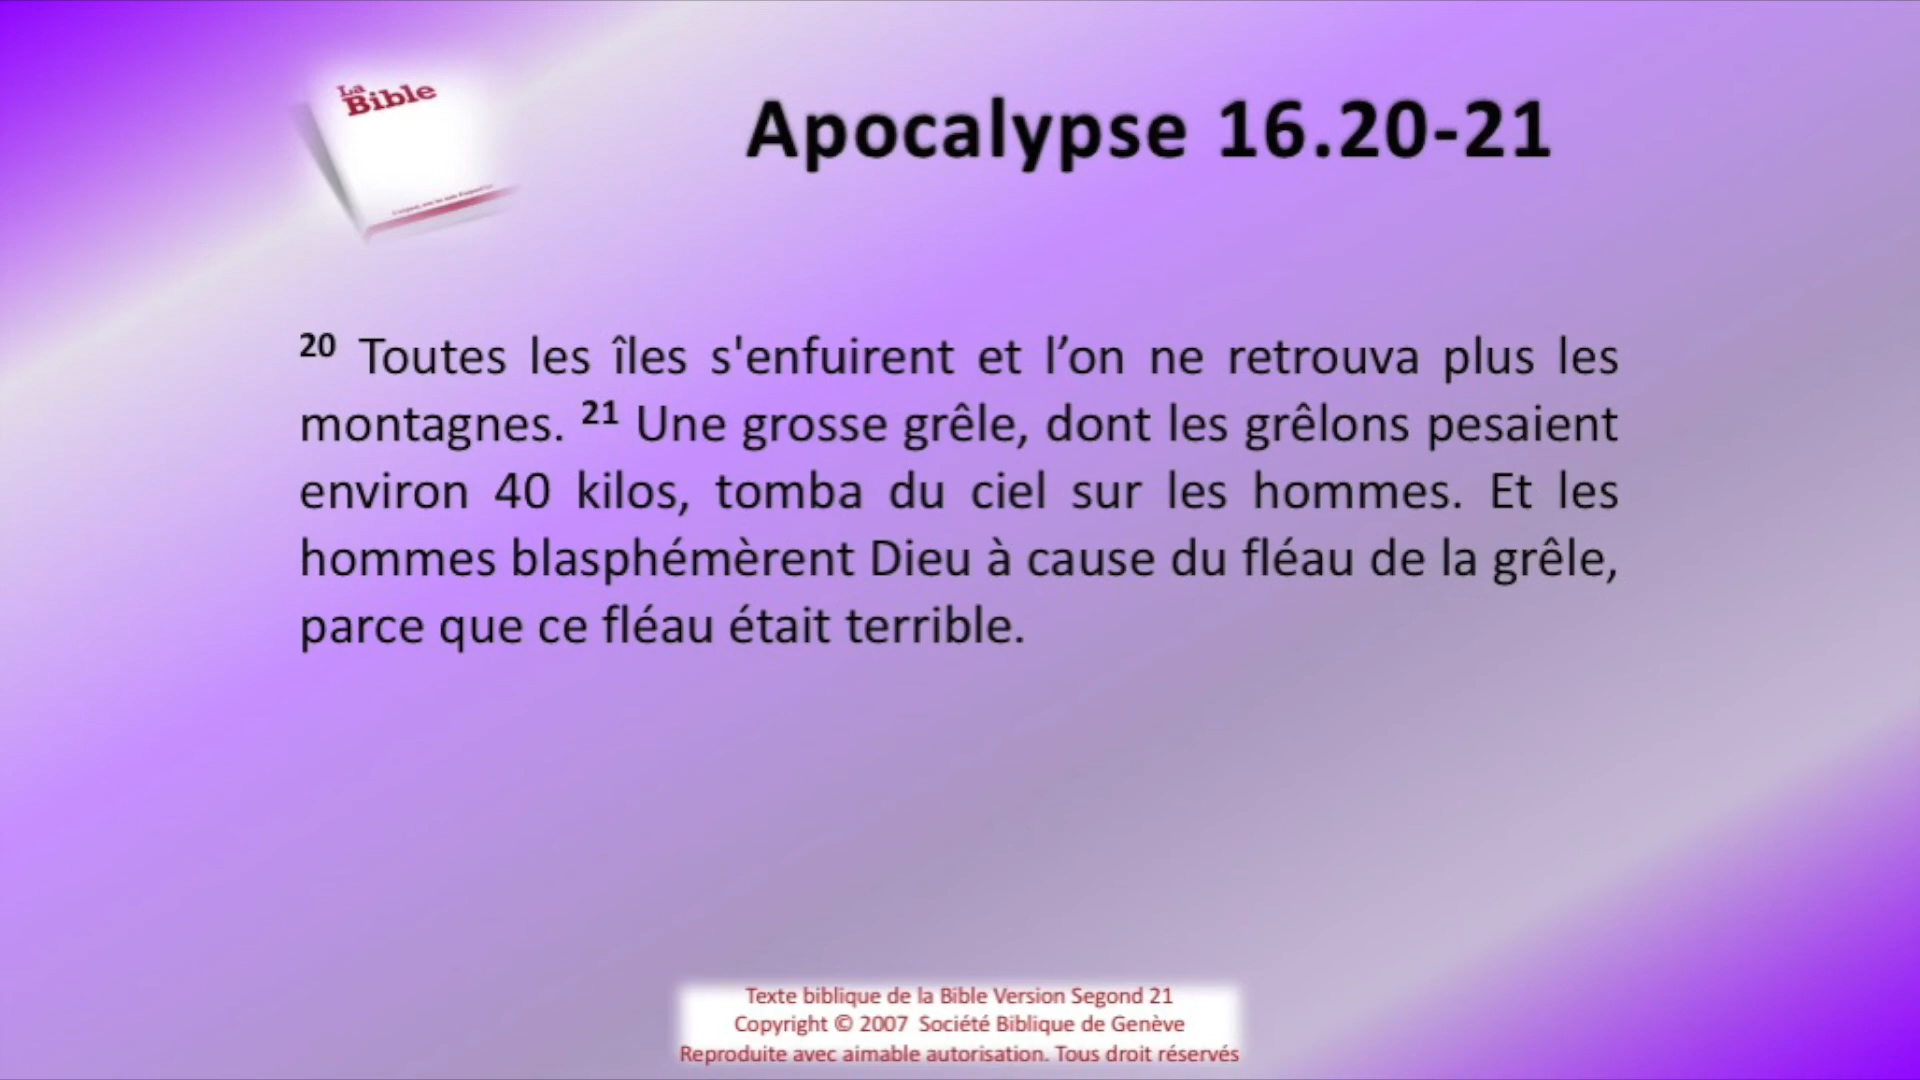 La
Bible
Apocalypse 16.20-21
20 Toutes les îles s'enfuirent et l’on ne retrouva plus les
montagnes. 21 Une grosse grêle, dont les grêlons pesaient
environ 40 kilos, tomba du ciel sur les hommes. Et les
hommes blasphémèrent Dieu à cause du fléau de la grêle,
parce que ce fléau était terrible.
Texte biblique de la Bible Version Segond 21
Copyright © 2007 Société Biblique de Genève
Reproduite avec aimable autorisation. Tous droit réservés